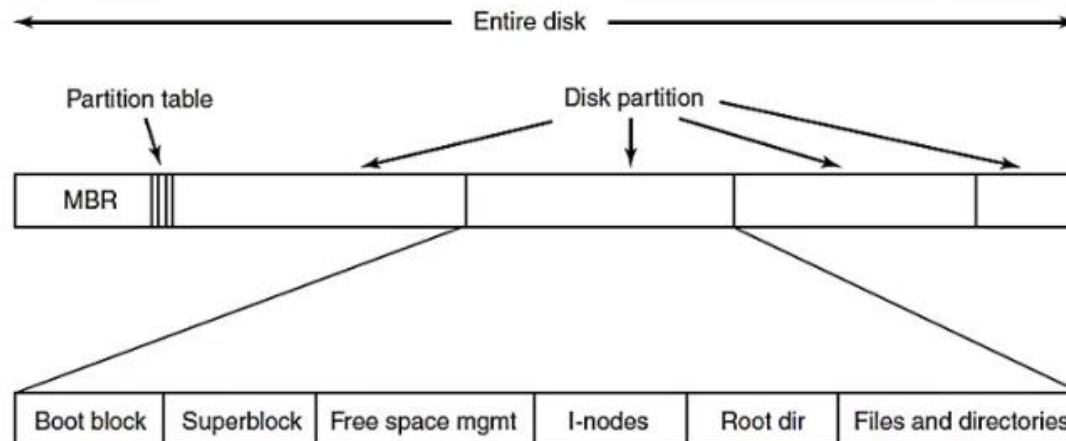 Entire disk
Partition table
Disk partition
MBR
Boot block
Superblock
Free space mgmt
I-nodes
Root dir
Files and directories